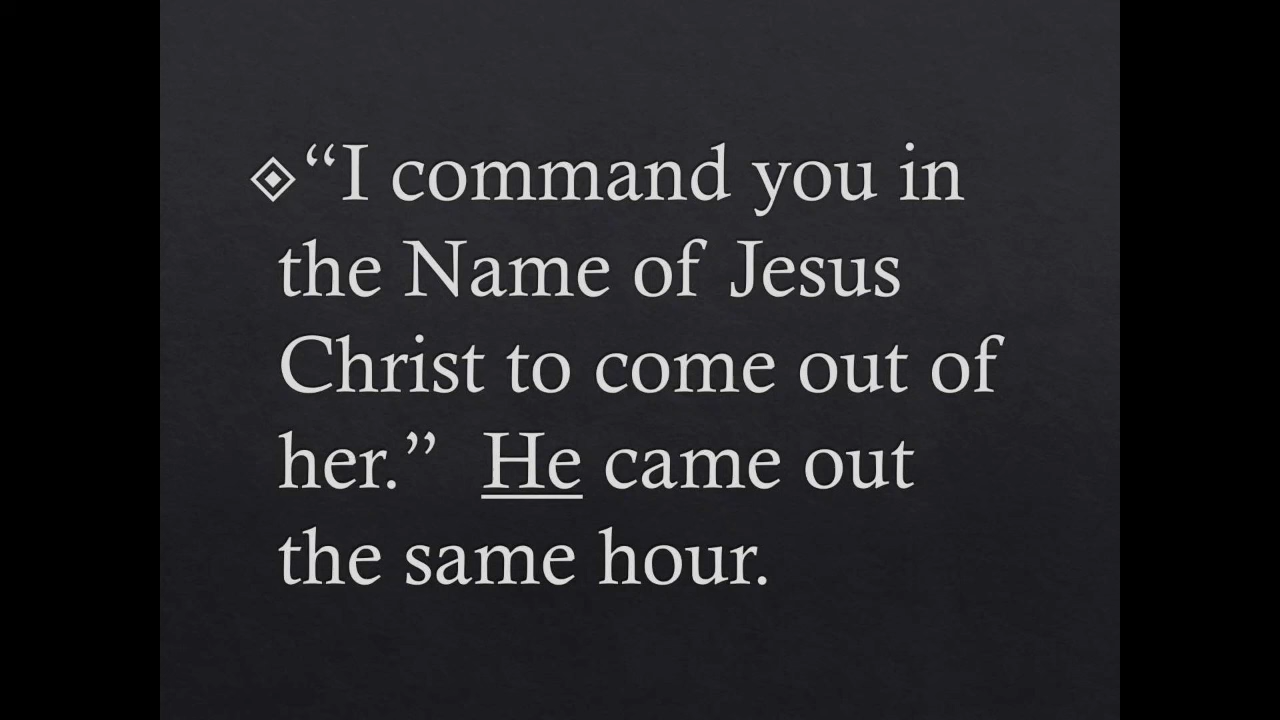 “I command you in
the Name of Jesus
Christ to come out of
her.” He came out
the same hour.